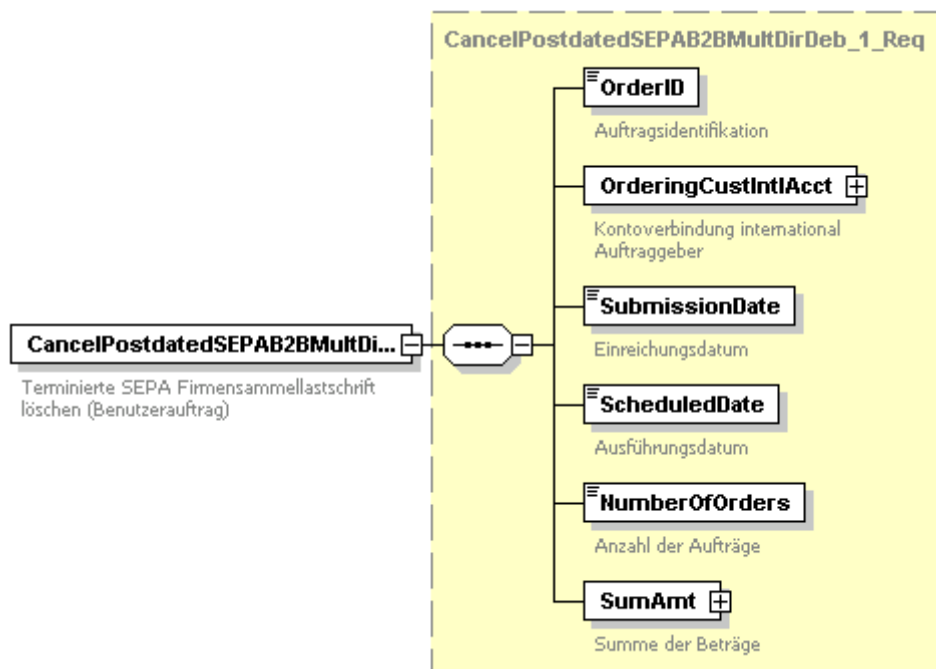 CancelPostdatedSEPAB2BMultDirDeb_1_Req
OrderID
Auftragsidentifikation
OrderingCustIntlAcct
Kontoverbindung international
Auftraggeber
SubmissionDate
Einreichungsdatum
CancelPostdatedSEPAB2BMultDi...
Terminierte SEPA Firmensammellastschrift
löschen (Benutzerauftrag)
ScheduledDate
Ausführungsdatum
NumberOfOrders
Anzahl der Aufträge
SumAmt
Summe der Beträge